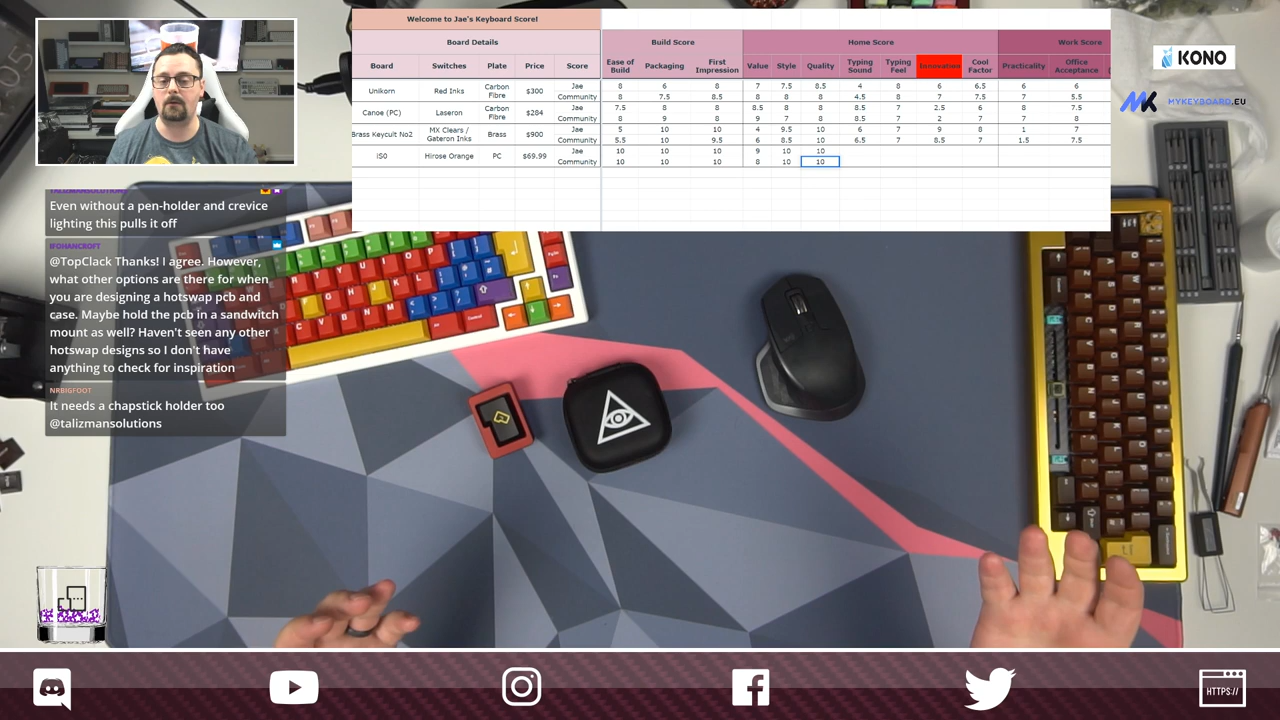 Welcome to Jae's Keyboard Score!
Board Details Build Score Home Score Work Score
Board Switches Plate Price Score Ease of Build Packaging First Impression Value Style Quality Typing Sound Typing Feel Innovation Cool Factor Practicality Office Acceptance
Unikorn Red Inks Carbon Fibre $300 Jae 8 6 8 7 7.5 8.5 4 8 6 6.5 6 6
Community 8 7.5 8.5 8 8 8 4.5 8 7 7.5 7 5.5
Canoe (PC) Laseron Carbon Fibre $284 Jae 7.5 8 8 8.5 8 8 8.5 7 2.5 6 8 7.5
Community 8 9 8 9 7 8 8.5 7 2 7 7 8
Brass Keycult No2 MX Clears / Gateron Inks Brass $900 Jae 5 10 10 4 9.5 10 6 7 9 8 1 7
Community 5.5 10 9.5 6 8.5 10 6.5 7 8.5 7 1.5 7.5
IS0 Hirose Orange PC $69.99 Jae 10 10 10 9 10 10
Community 10 10 10 8 10 10
KONO
MK MYKEYBOARD.EU
TALIZMANSOLUTIONS
Even without a pen-holder and crevice
lighting this pulls it off
IFOHANCROFT
@TopClack Thanks! I agree. However,
what other options are there for when
you are designing a hotswap pcb and
case. Maybe hold the pcb in a sandwitch
mount as well? Haven't seen any other
hotswap designs so I don't have
anything to check for inspiration
NRBIGFOOT
It needs a chapstick holder too
@talizmansolutions
HTTPS://